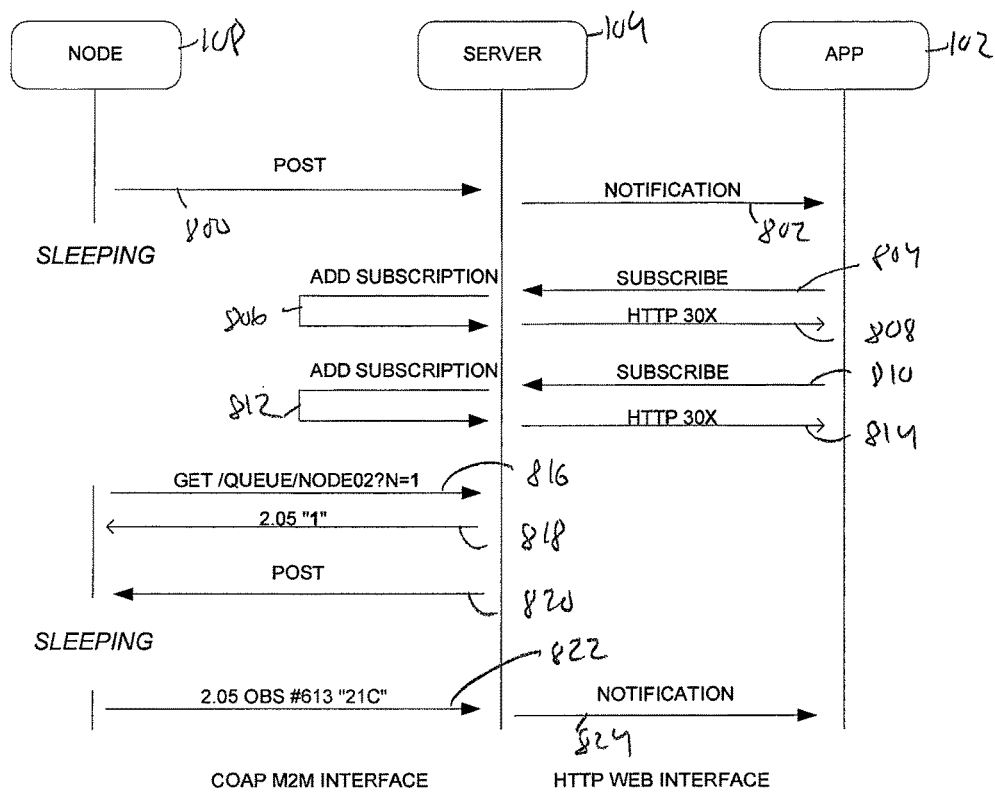 NODE 108 SERVER 104 APP 102
POST
800
NOTIFICATION
802
SLEEPING
804
ADD SUBSCRIPTION SUBSCRIBE
806
HTTP 30X
808
ADD SUBSCRIPTION SUBSCRIBE 810
812
HTTP 30X
814
GET /QUEUE/NODE02?N=1 816
2.05 "1" 818
POST
820
SLEEPING
822
2.05 OBS #613 "21C" NOTIFICATION
824
COAP M2M INTERFACE HTTP WEB INTERFACE